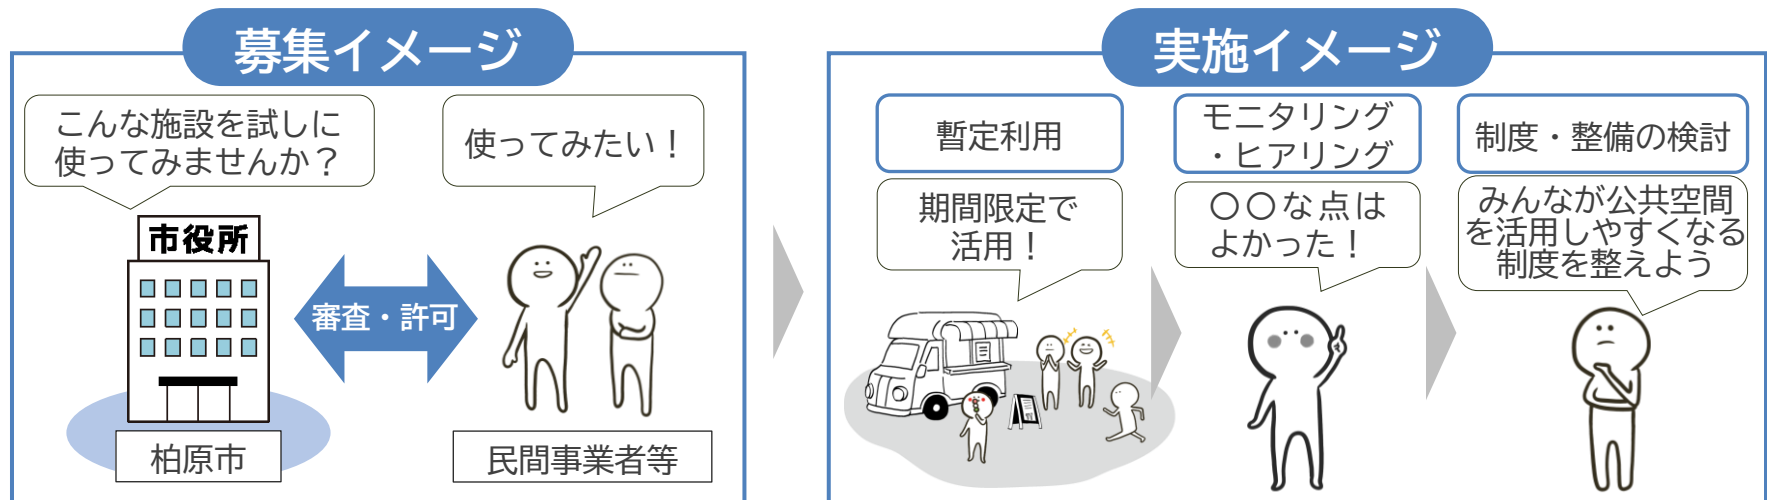 募集イメージ
こんな施設を試しに
使ってみませんか？
使ってみたい！
市役所
審査・許可
柏原市
民間事業者等
実施イメージ
暫定利用
期間限定で
活用！
モニタリング
・ヒアリング
〇〇な点は
よかった！
制度・整備の検討
みんなが公共空間
を活用しやすくなる
制度を整えよう